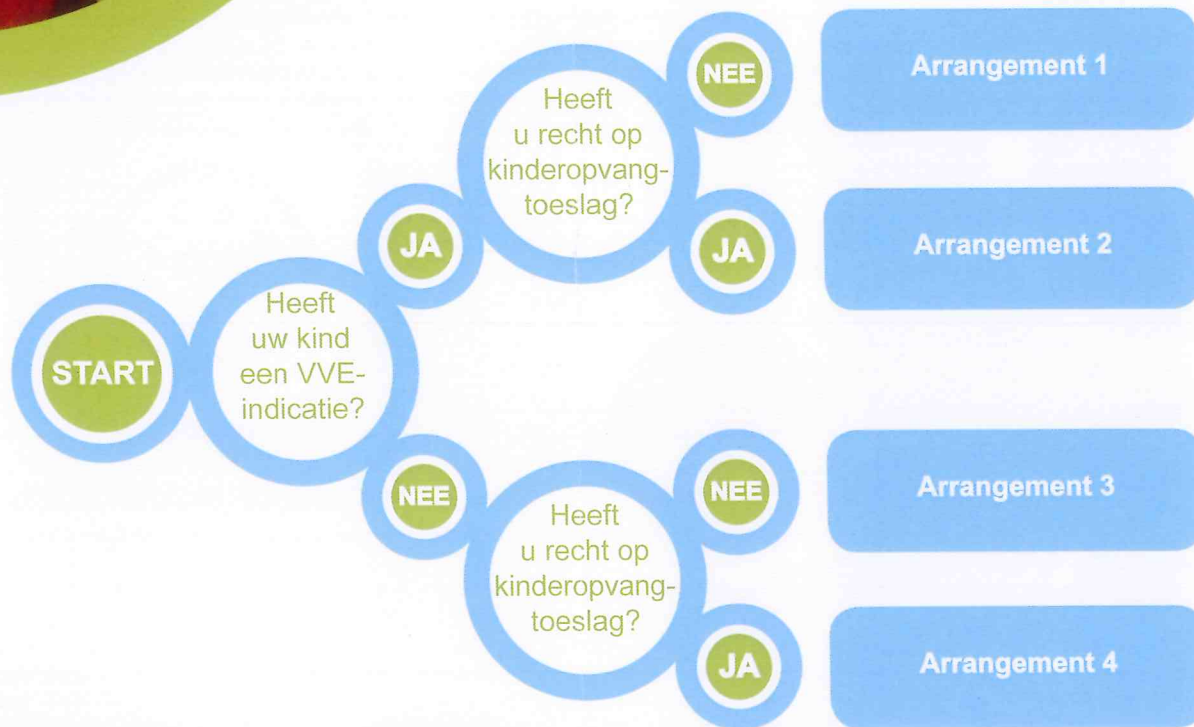 START
Heeft
uw kind
een VVE-
indicatie?
JA
Heeft
u recht op
kinderopvang-
toeslag?
NEE
Arrangement 1
JA
Arrangement 2
NEE
Heeft
u recht op
kinderopvang-
toeslag?
NEE
Arrangement 3
JA
Arrangement 4